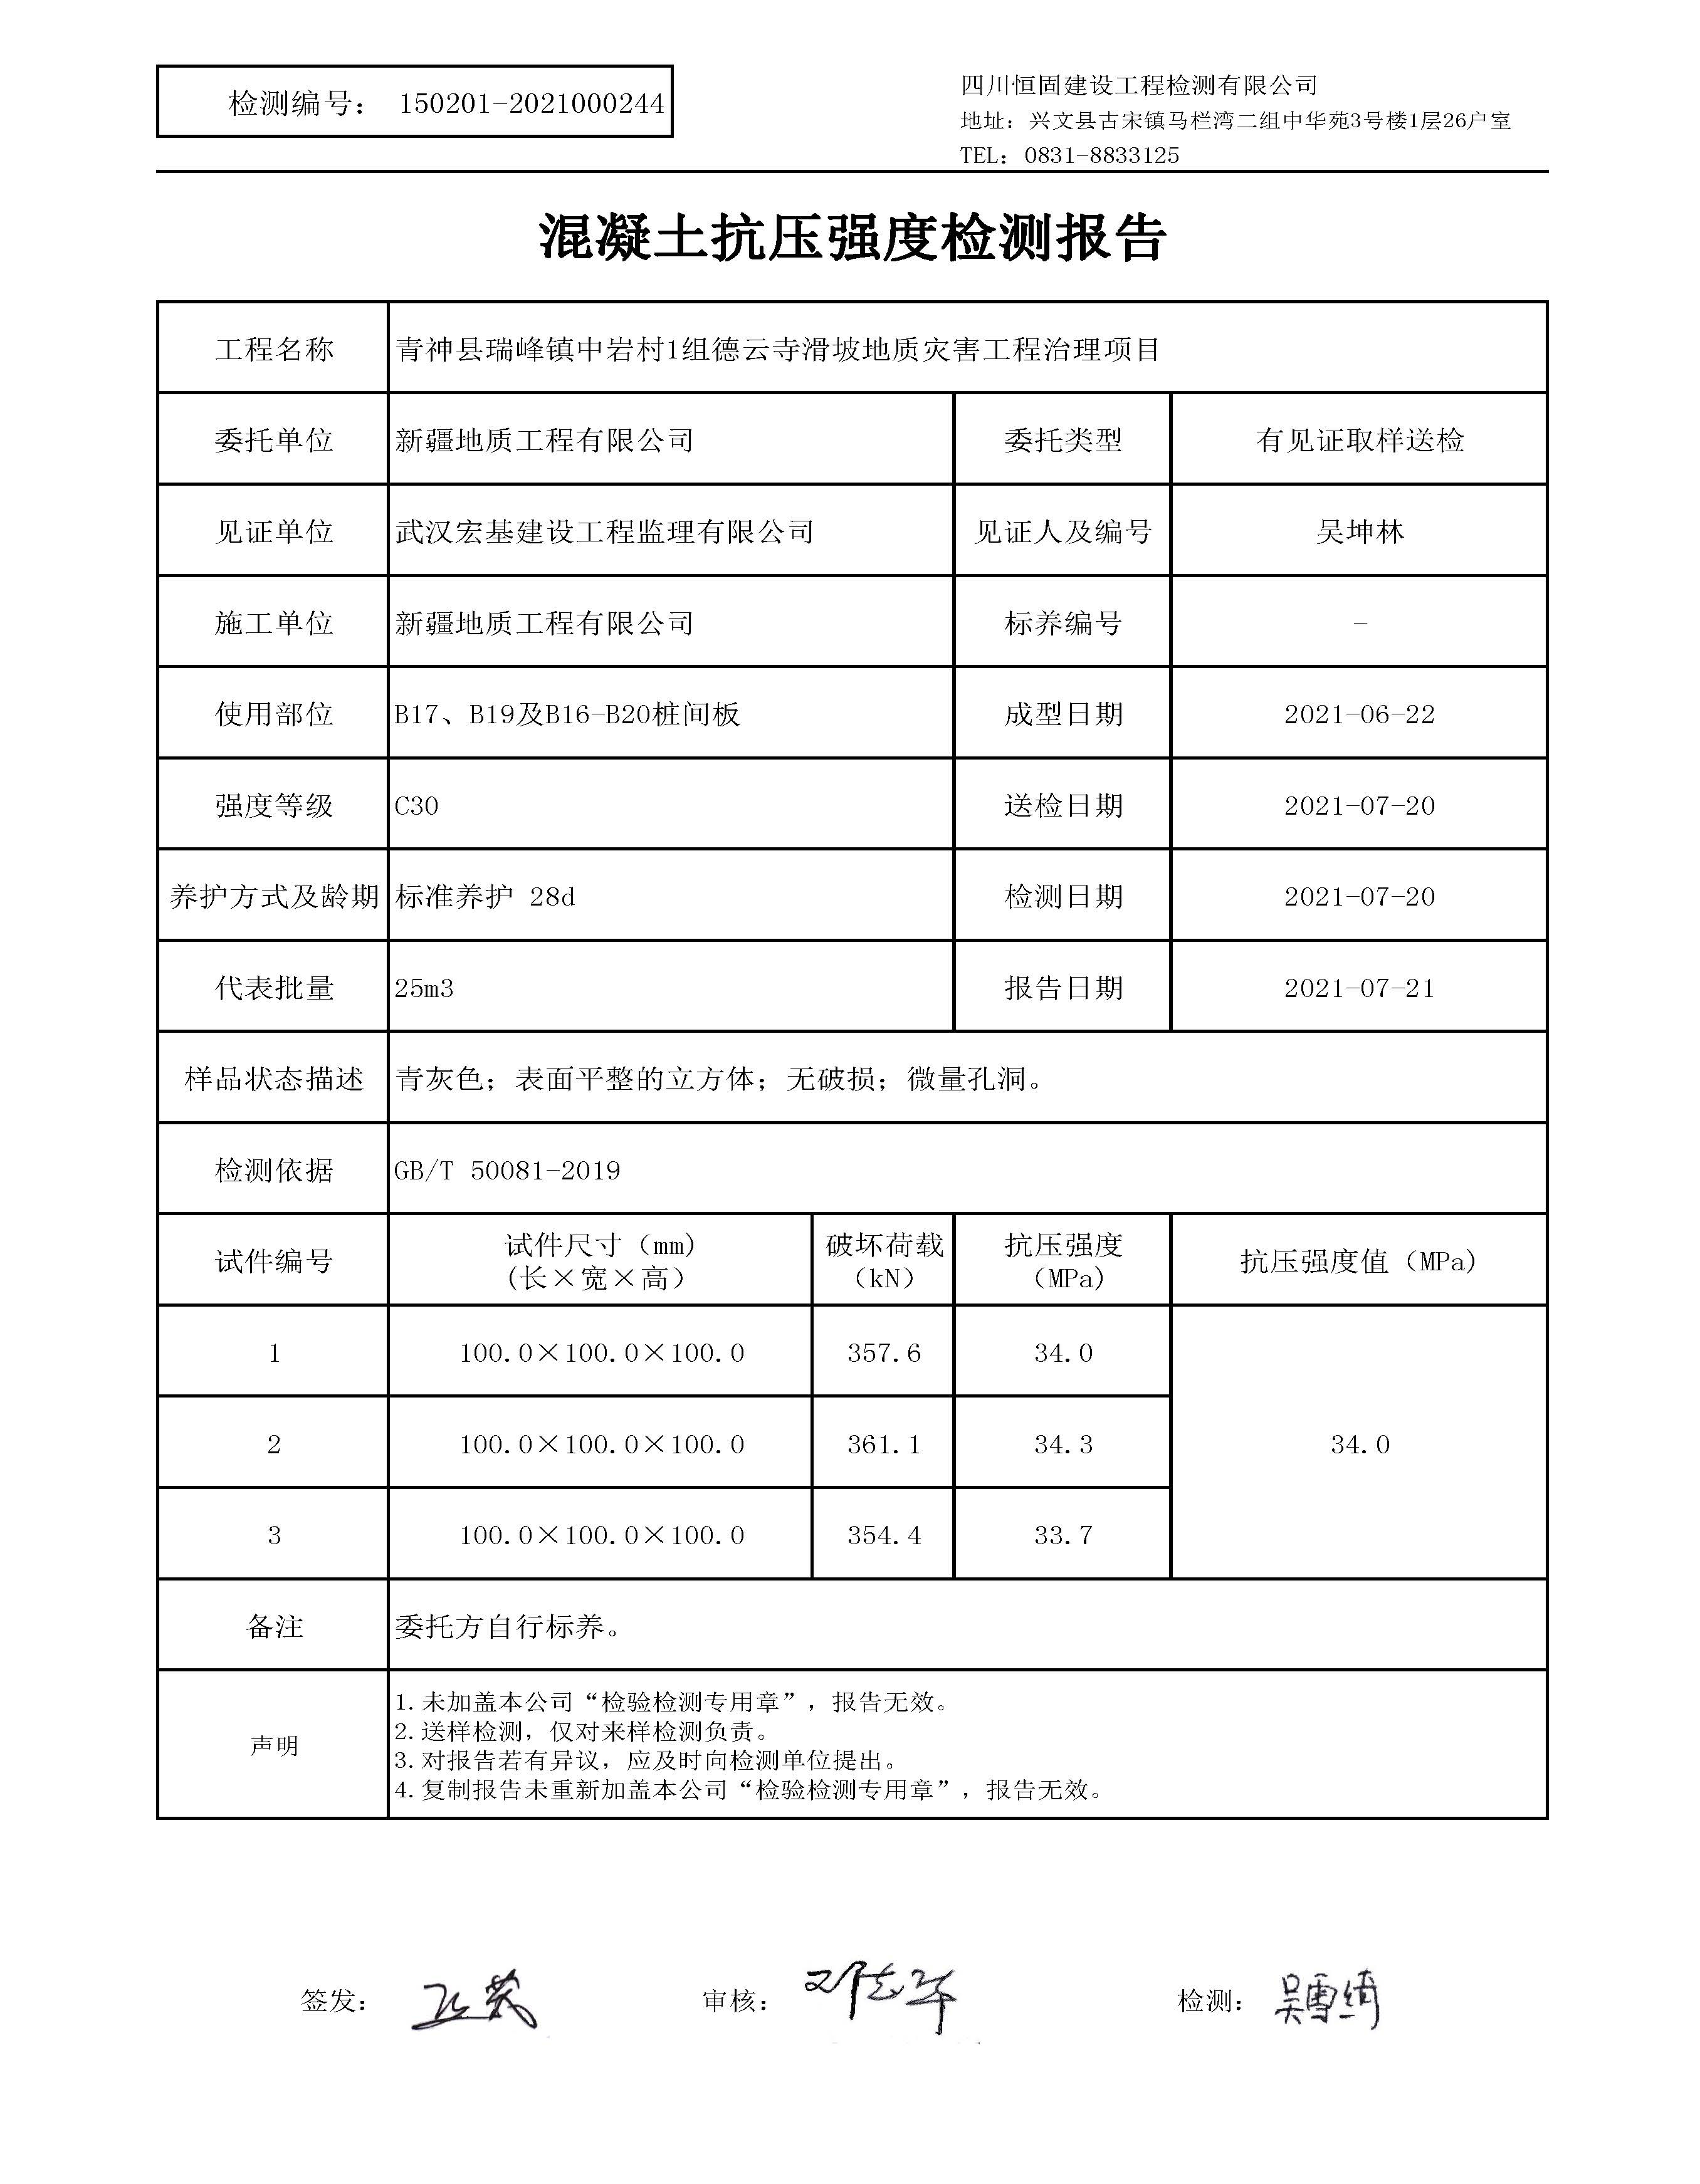 检测编号： 150201-2021000244
四川恒固建设工程检测有限公司
地址：兴文县古宋镇马栏湾二组中华苑3号楼1层26户室
TEL：0831-8833125
混凝土抗压强度检测报告
工程名称 青神县瑞峰镇中岩村1组德云寺滑坡地质灾害工程治理项目
委托单位 新疆地质工程有限公司 委托类型 有见证取样送检
见证单位 武汉宏基建设工程监理有限公司 见证人及编号 吴坤林
施工单位 新疆地质工程有限公司 标养编号 -
使用部位 B17、B19及B16-B20桩间板 成型日期 2021-06-22
强度等级 C30 送检日期 2021-07-20
养护方式及龄期 标准养护 28d 检测日期 2021-07-20
代表批量 25m3 报告日期 2021-07-21
样品状态描述 青灰色；表面平整的立方体；无破损；微量孔洞。
检测依据 GB/T 50081-2019
试件编号 试件尺寸（mm) (长×宽×高） 破坏荷载 （kN） 抗压强度 （MPa) 抗压强度值（MPa)
1 100.0×100.0×100.0 357.6 34.0
2 100.0×100.0×100.0 361.1 34.3 34.0
3 100.0×100.0×100.0 354.4 33.7
备注 委托方自行标养。
声明
1.未加盖本公司“检验检测专用章”，报告无效。
2.送样检测，仅对来样检测负责。
3.对报告若有异议，应及时向检测单位提出。
4.复制报告未重新加盖本公司“检验检测专用章”，报告无效。
签发： 审核： 检测： 吴雪绮